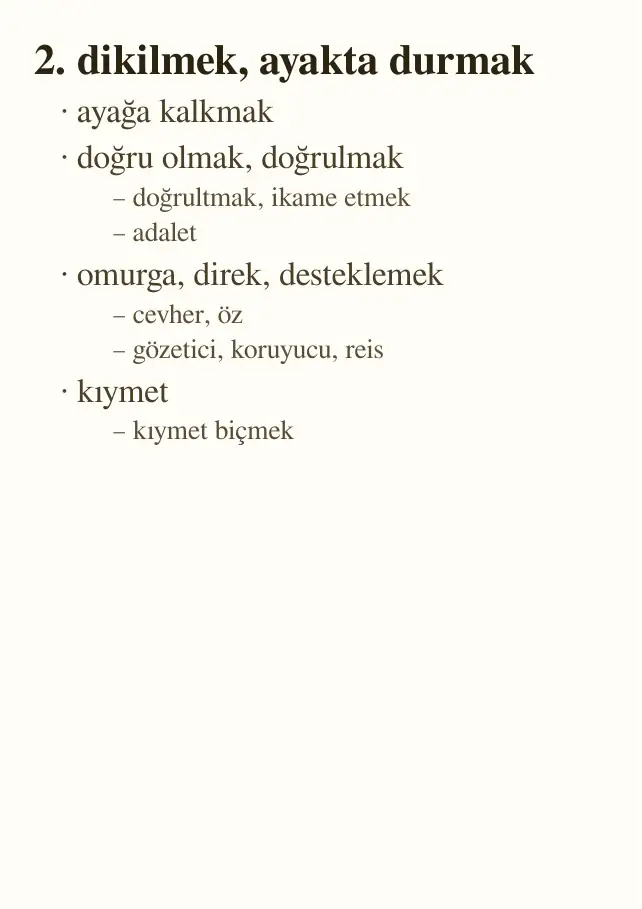 2. dikilmek, ayakta durmak
· ayağa kalkmak
· doğru olmak, doğrulmak
– doğrultmak, ikame etmek
– adalet
· omurga, direk, desteklemek
– cevher, öz
– gözetici, koruyucu, reis
· kıymet
– kıymet biçmek